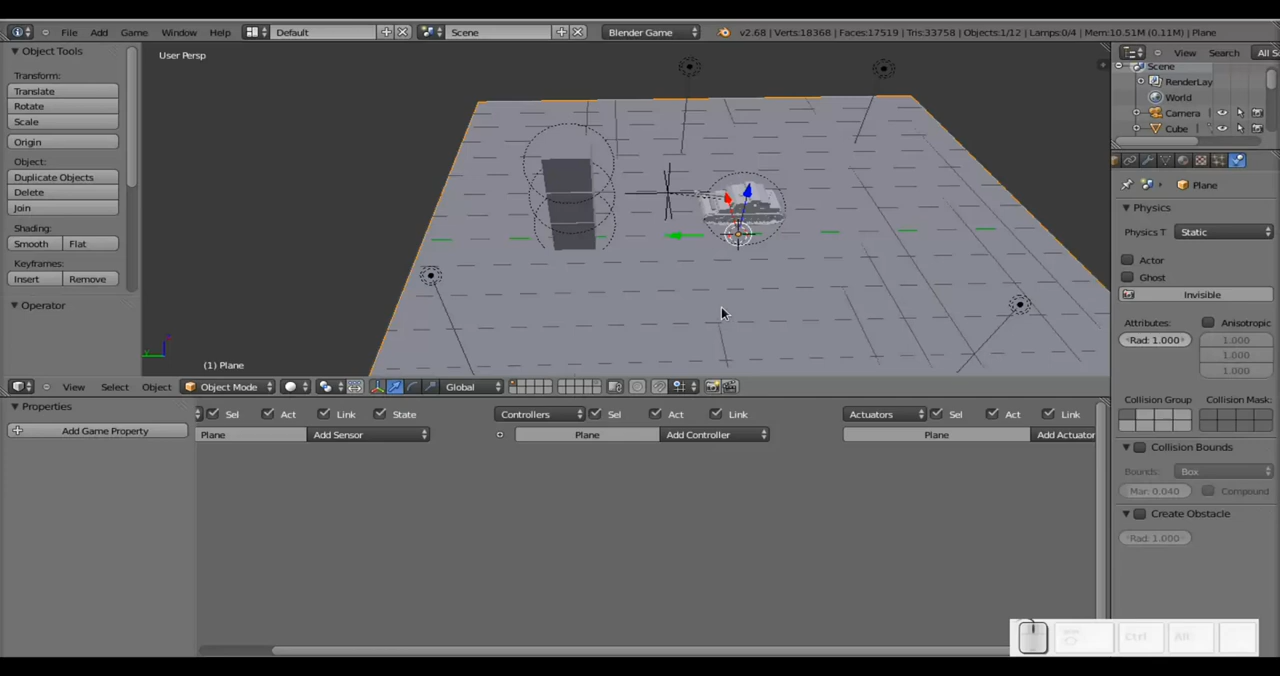 File Add Game Window Help Default Scene Blender Game v2.68 | Verts:18368 | Faces:17519 | Tris:33758 | Objects:1/12 | Lamps:0/4 | Mem:10.51M (0.11M) | Plane
Object Tools
Transform:
Translate
Rotate
Scale
Origin
Object:
Duplicate Objects
Delete
Join
Shading:
Smooth Flat
Keyframes:
Insert Remove
Operator
User Persp
(1) Plane
View Search All S
Scene
RenderLay
World
Camera
Cube
Plane
Physics
Physics T Static
Actor
Ghost
Invisible
Attributes: Anisotropic
Rad: 1.000 1.000
1.000
1.000
Collision Group Collision Mask:
Collision Bounds
Bounds: Box
Mar: 0.040 Compound
Create Obstacle
Rad: 1.000
View Select Object Object Mode Global
Properties
Add Game Property
Sel Act Link State Controllers Sel Act Link Actuators Sel Act Link
Plane Add Sensor Plane Add Controller Plane Add Actuator
Ctrl Alt